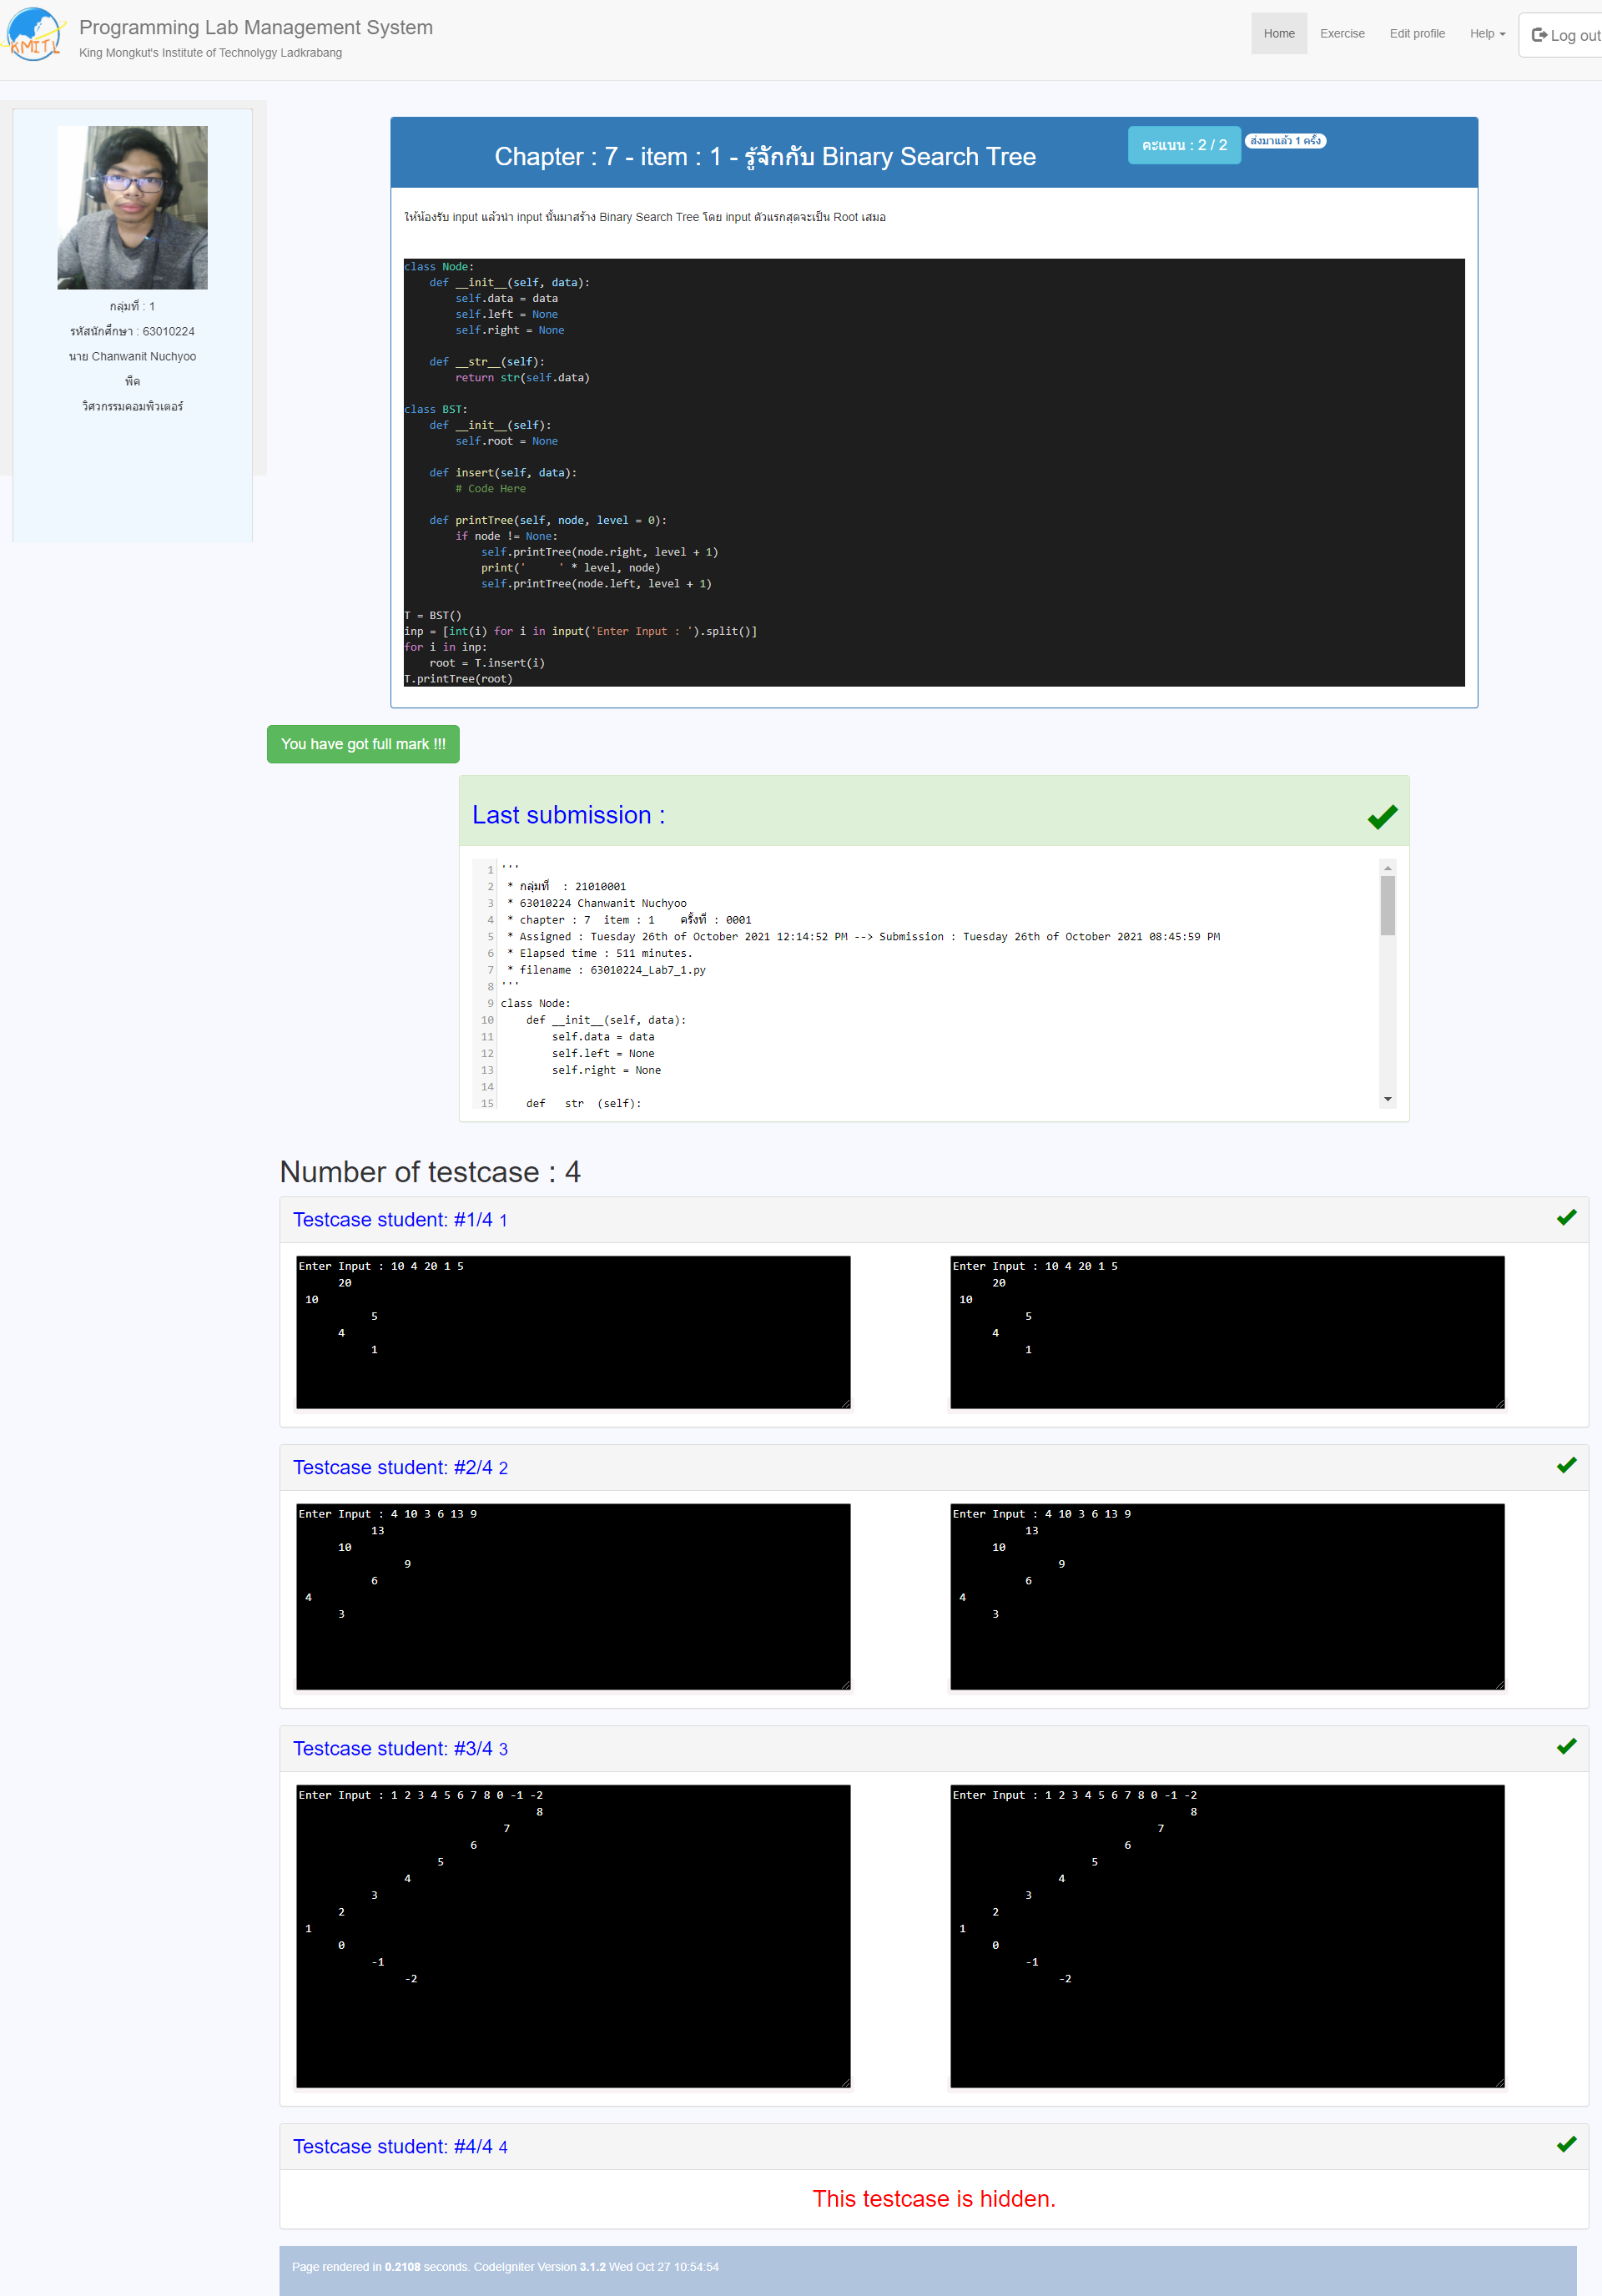 KMITL
Programming Lab Management System
King Mongkut's Institute of Technolygy Ladkrabang
Home
Exercise
Edit profile
Help
Log out
กลุ่มที่ : 1
รหัสนักศึกษา : 63010224
นาย Chanwanit Nuchyoo
พีค
วิศวกรรมคอมพิวเตอร์
Chapter : 7 - item : 1 - รู้จักกับ Binary Search Tree
คะแนน : 2 / 2
ส่งมาแล้ว 1 ครั้ง
ให้น้องรับ input แล้วนำ input นั้นมาสร้าง Binary Search Tree โดย input ตัวแรกสุดจะเป็น Root เสมอ
class Node:
    def __init__(self, data):
        self.data = data
        self.left = None
        self.right = None
    def __str__(self):
        return str(self.data)
class BST:
    def __init__(self):
        self.root = None
    def insert(self, data):
        # Code Here
    def printTree(self, node, level = 0):
        if node != None:
            self.printTree(node.right, level + 1)
            print('     ' * level, node)
            self.printTree(node.left, level + 1)
T = BST()
inp = [int(i) for i in input('Enter Input : ').split()]
for i in inp:
    root = T.insert(i)
T.printTree(root)
You have got full mark !!!
Last submission :
1 '''
2  * กลุ่มที่  : 21010001
3  * 63010224 Chanwanit Nuchyoo
4  * chapter : 7  item : 1    ครั้งที่ : 0001
5  * Assigned : Tuesday 26th of October 2021 12:14:52 PM --> Submission : Tuesday 26th of October 2021 08:45:59 PM
6  * Elapsed time : 511 minutes.
7  * filename : 63010224_Lab7_1.py
8 '''
9 class Node:
10     def __init__(self, data):
11         self.data = data
12         self.left = None
13         self.right = None
14
15     def __str__(self):
Number of testcase : 4
Testcase student: #1/4 1
Enter Input : 10 4 20 1 5
      20
 10
           5
      4
           1
Enter Input : 10 4 20 1 5
      20
 10
           5
      4
           1
Testcase student: #2/4 2
Enter Input : 4 10 3 6 13 9
           13
      10
                9
           6
 4
      3
Enter Input : 4 10 3 6 13 9
           13
      10
                9
           6
 4
      3
Testcase student: #3/4 3
Enter Input : 1 2 3 4 5 6 7 8 0 -1 -2
                                    8
                               7
                          6
                     5
                4
           3
      2
 1
      0
           -1
                -2
Enter Input : 1 2 3 4 5 6 7 8 0 -1 -2
                                    8
                               7
                          6
                     5
                4
           3
      2
 1
      0
           -1
                -2
Testcase student: #4/4 4
This testcase is hidden.
Page rendered in 0.2108 seconds. CodeIgniter Version 3.1.2 Wed Oct 27 10:54:54